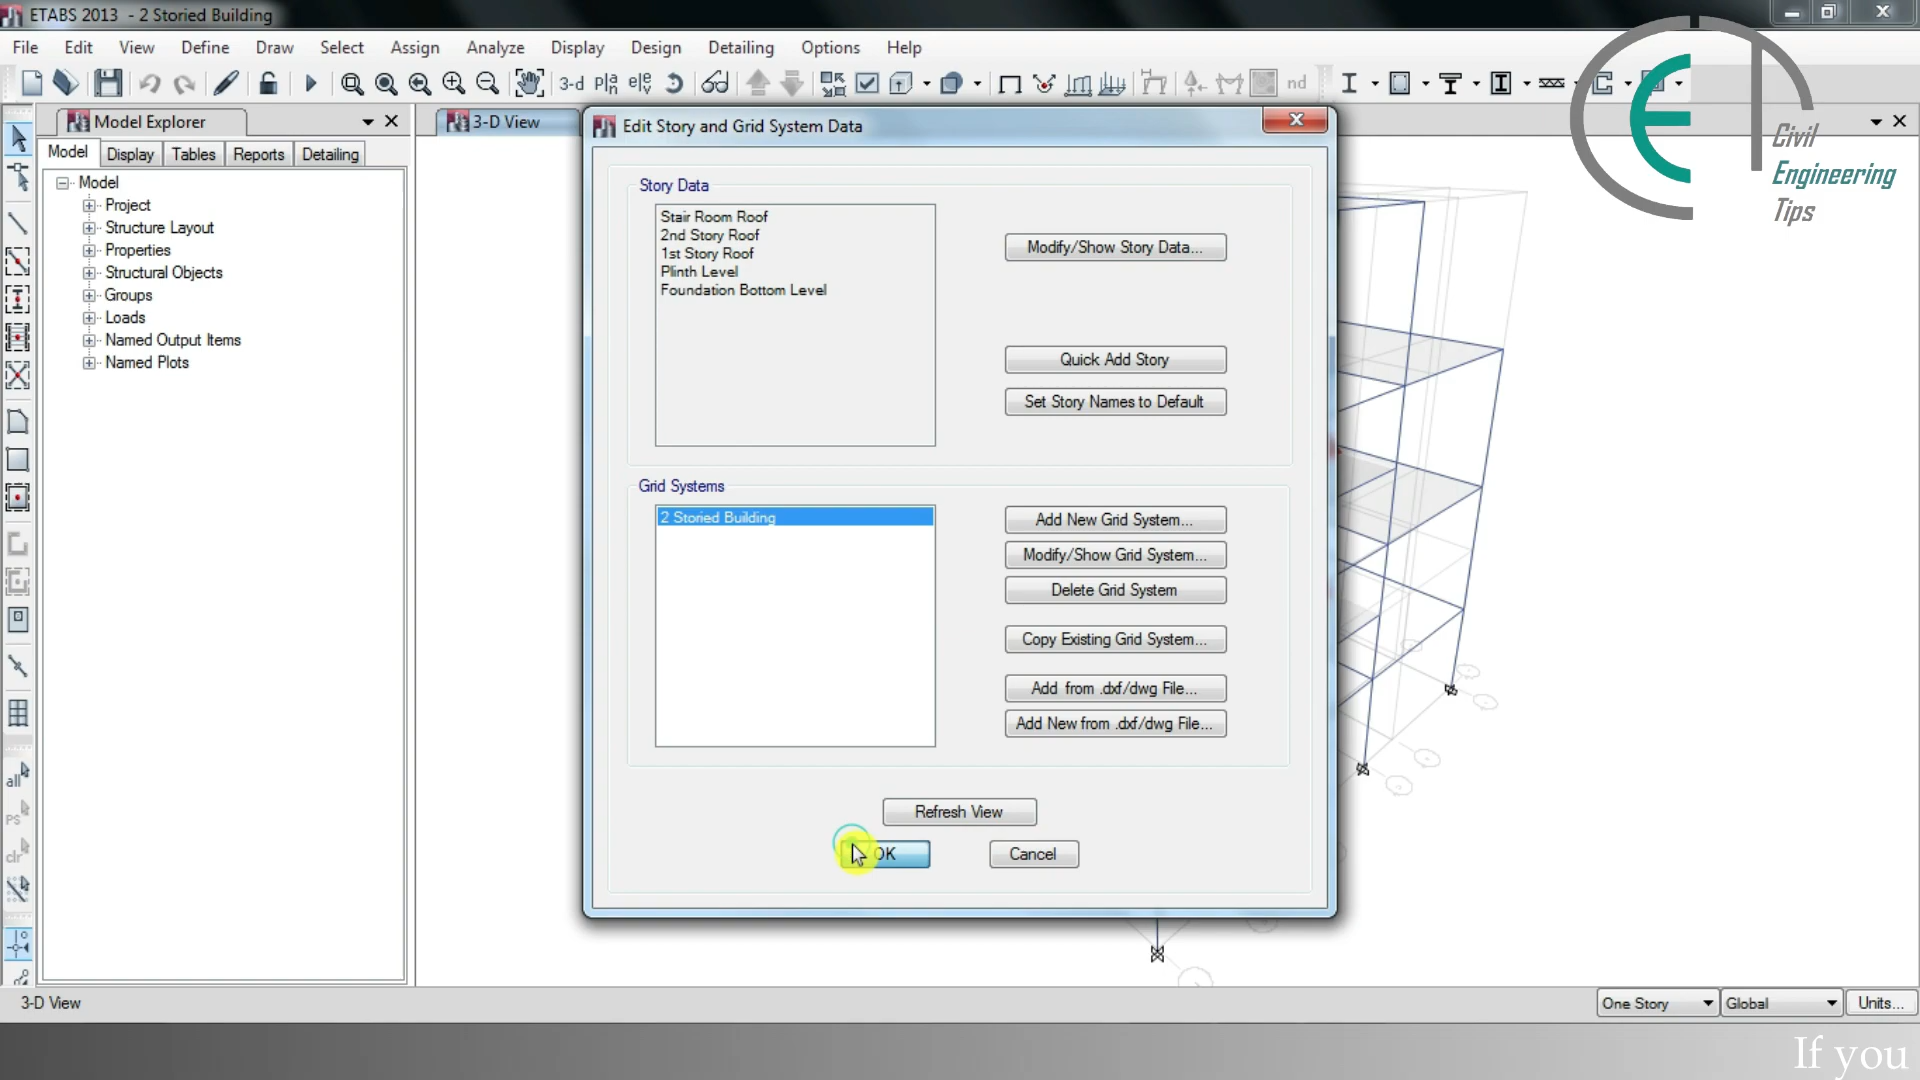 ETABS 2013 - 2 Storied Building
File Edit View Define Draw Select Assign Analyze Display Design Detailing Options Help
3-d
nd
Model Explorer
3-D View
Edit Story and Grid System Data
Civil
Engineering
Tips
Model Display Tables Reports Detailing
Model
Project
Structure Layout
Properties
Structural Objects
Groups
Loads
Named Output Items
Named Plots
Story Data
Stair Room Roof
2nd Story Roof
1st Story Roof
Plinth Level
Foundation Bottom Level
Modify/Show Story Data...
Quick Add Story
Set Story Names to Default
Grid Systems
2 Storied Building
Add New Grid System...
Modify/Show Grid System...
Delete Grid System
Copy Existing Grid System...
Add from .dxf/dwg File...
Add New from .dxf/dwg File...
Refresh View
OK
Cancel
all
ps
clr
3-D View
One Story
Global
Units...
If you